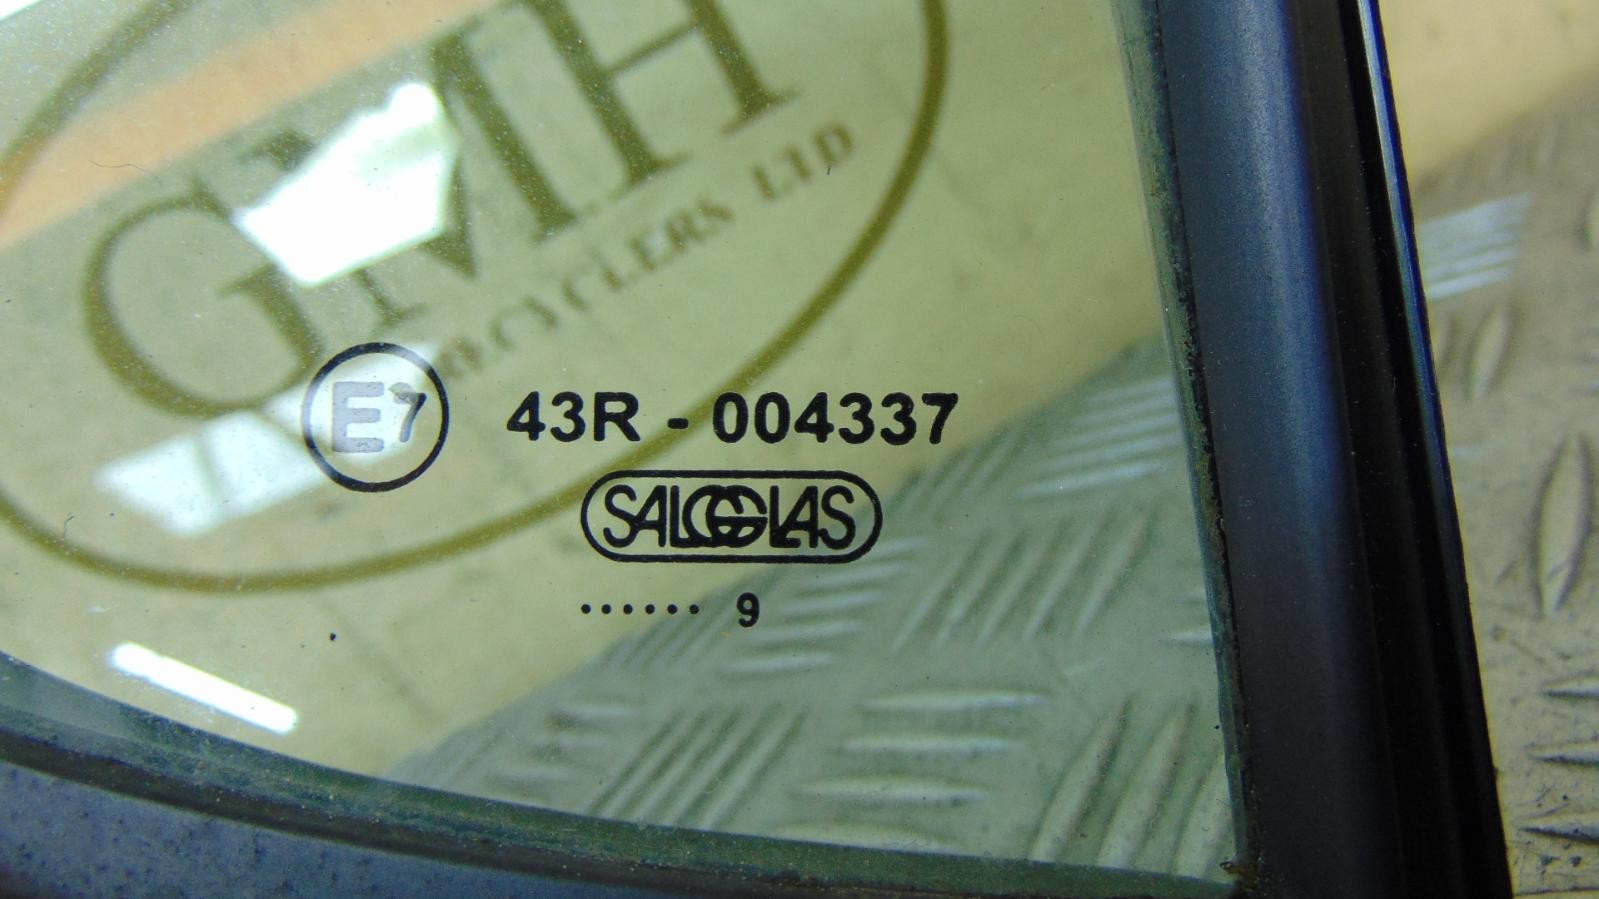 GMH
RECYCLERS LTD
E7 43R - 004337
SALGGLAS
...... 9